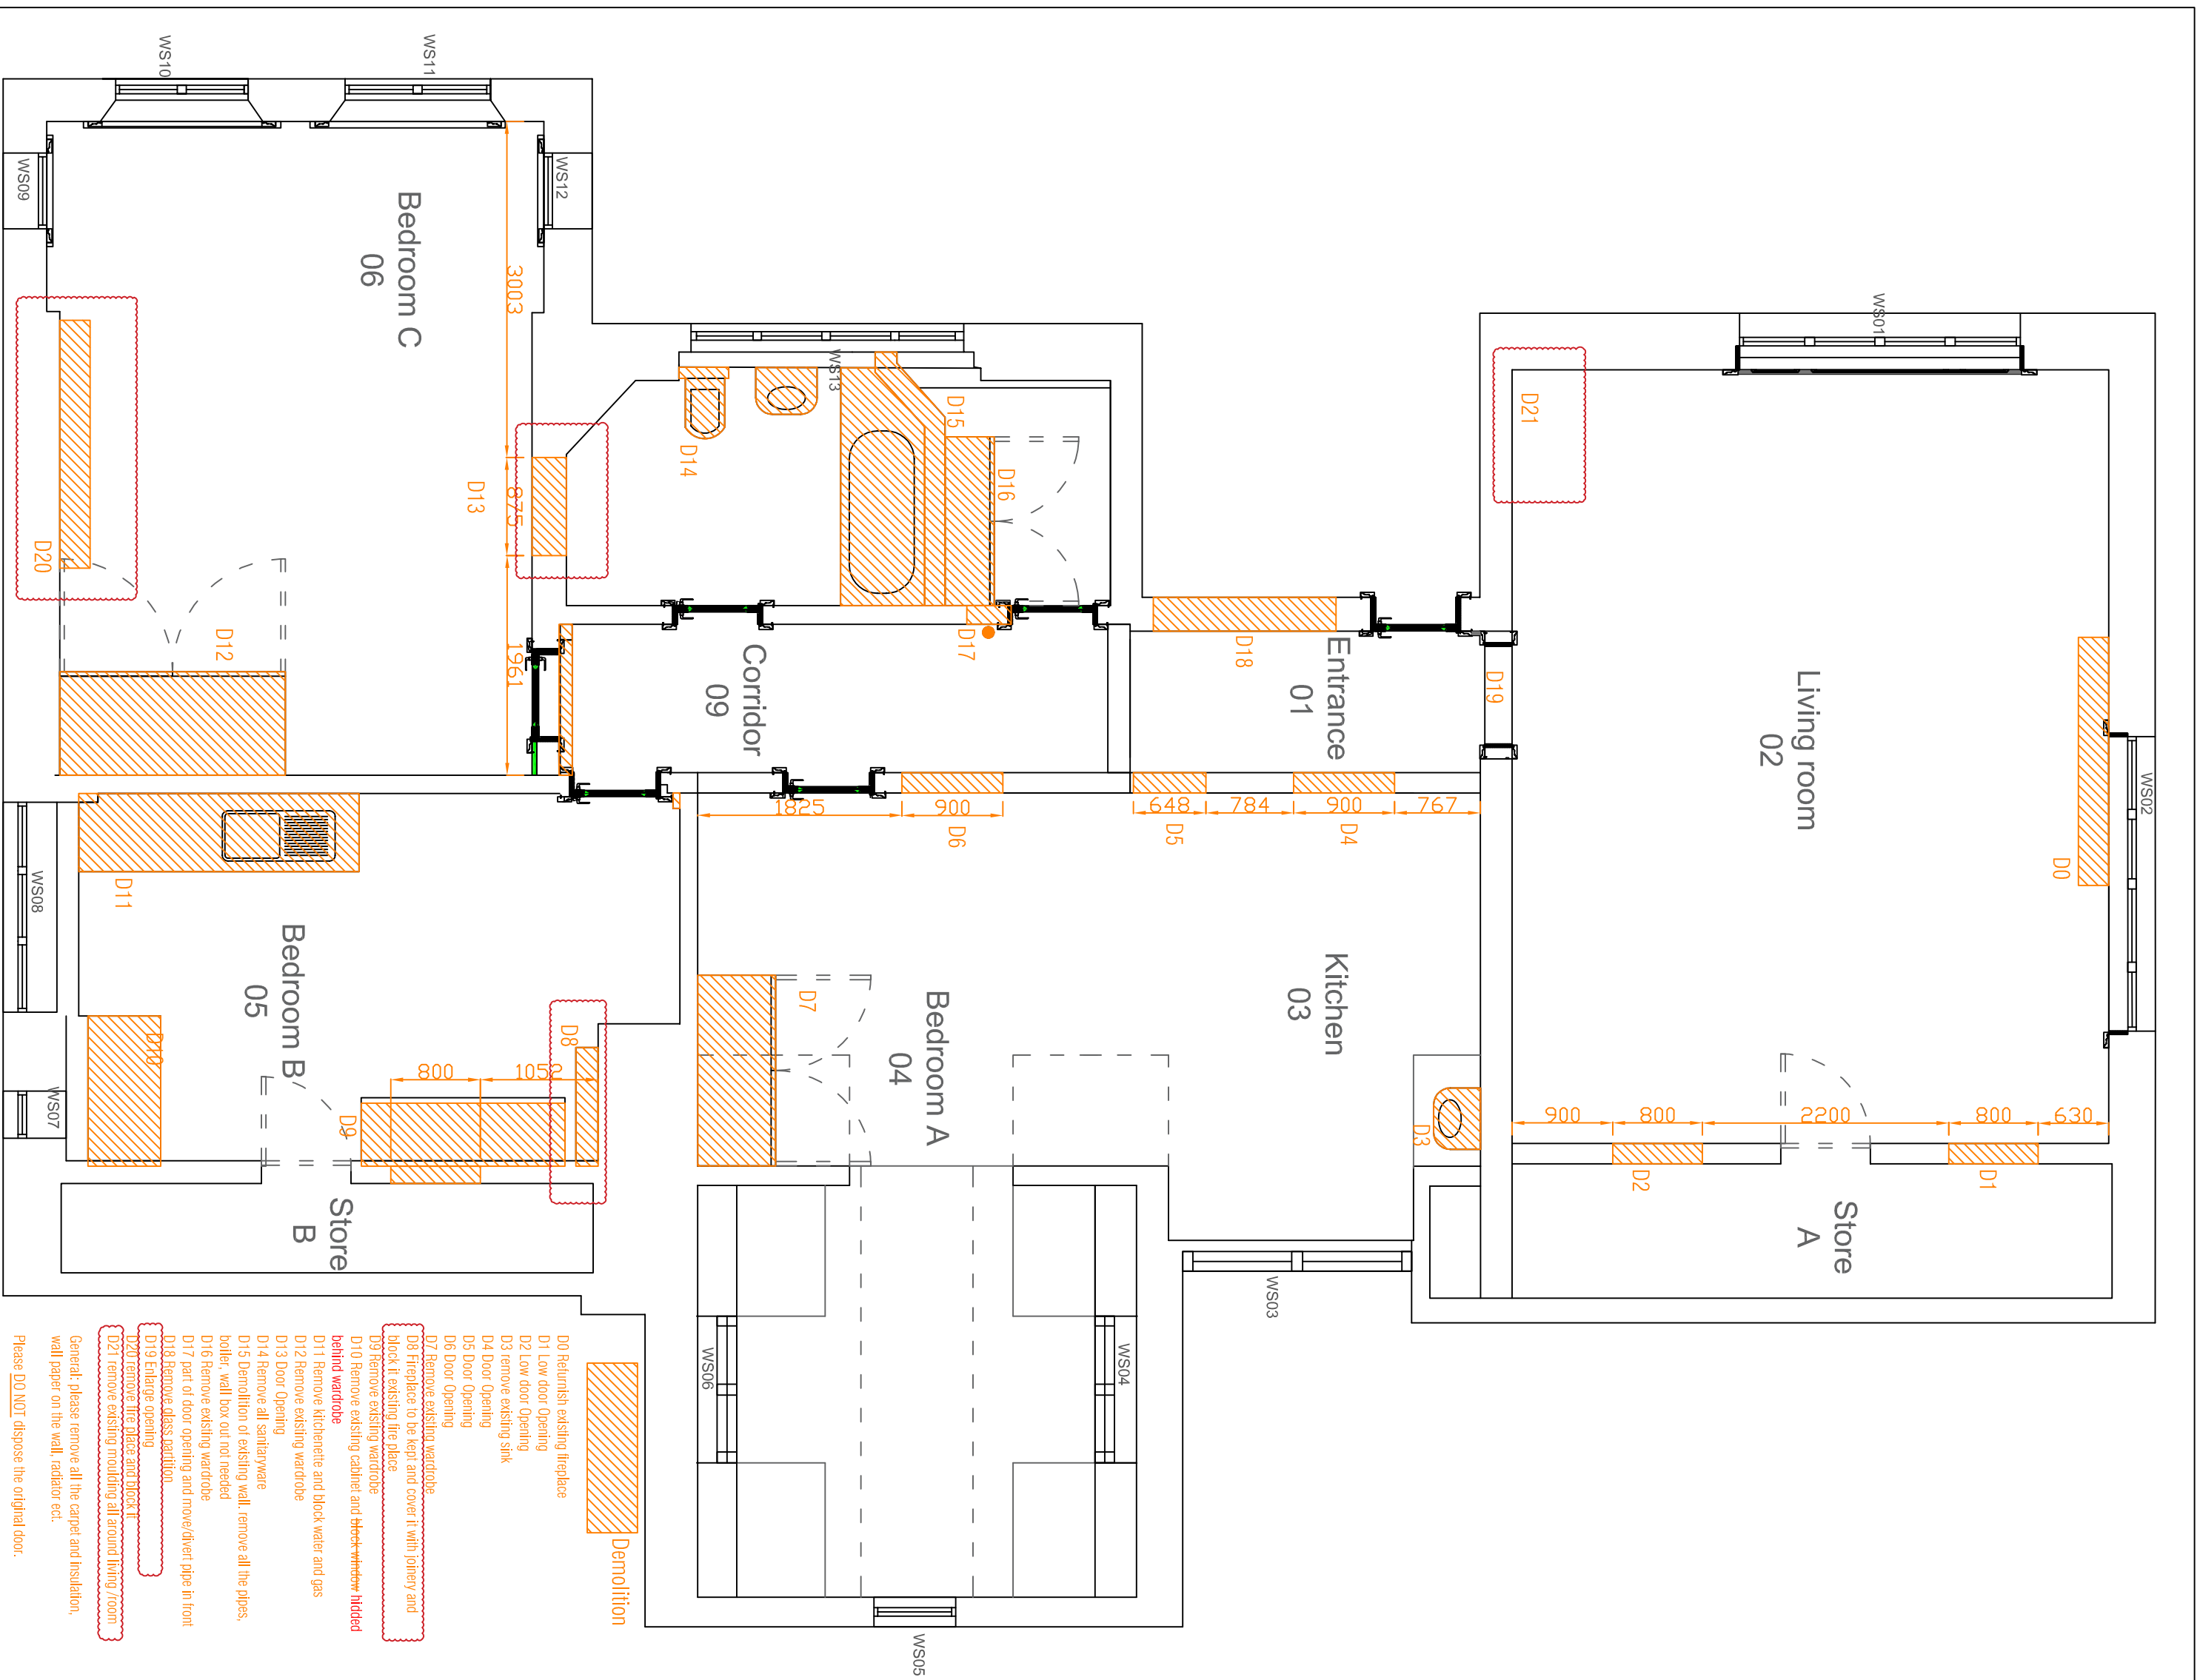 WS01
WS02
WS03
WS04
WS05
WS06
WS07
WS08
WS09
WS10
WS11
WS12
WS13
Living room
02
Store
A
Entrance
01
Kitchen
03
Corridor
09
Bedroom A
04
Bedroom B
05
Store
B
Bedroom C
06
D0
D1
D2
D3
D4
D5
D6
D7
D8
D9
D10
D11
D12
D13
D14
D15
D16
D17
D18
D19
D20
D21
630
800
2200
800
900
767
900
784
648
900
1825
1052
800
3003
875
1961
Demolition
D0 Refurnish existing fireplace
D1 Low door Opening
D2 Low door Opening
D3 remove existing sink
D4 Door Opening
D5 Door Opening
D6 Door Opening
D7 Remove existing wardrobe
D8 Fireplace to be kept and cover it with joinery and
block it existing fire place
D9 Remove existing wardrobe
D10 Remove existing cabinet and block window hidded
behind wardrobe
D11 Remove kitchenette and block water and gas
D12 Remove existing wardrobe
D13 Door Opening
D14 Remove all sanitaryware
D15 Demolition of existing wall. remove all the pipes,
boiler, wall box out not needed
D16 Remove existing wardrobe
D17 part of door opening and move/divert pipe in front
D18 Remove glass partition
D19 Enlarge opening
D20 remove fire place and block it
D21 remove existing moulding all around living /room
General: please remove all the carpet and insulation,
wall paper on the wall, radiator ect.
Please DO NOT dispose the original door.